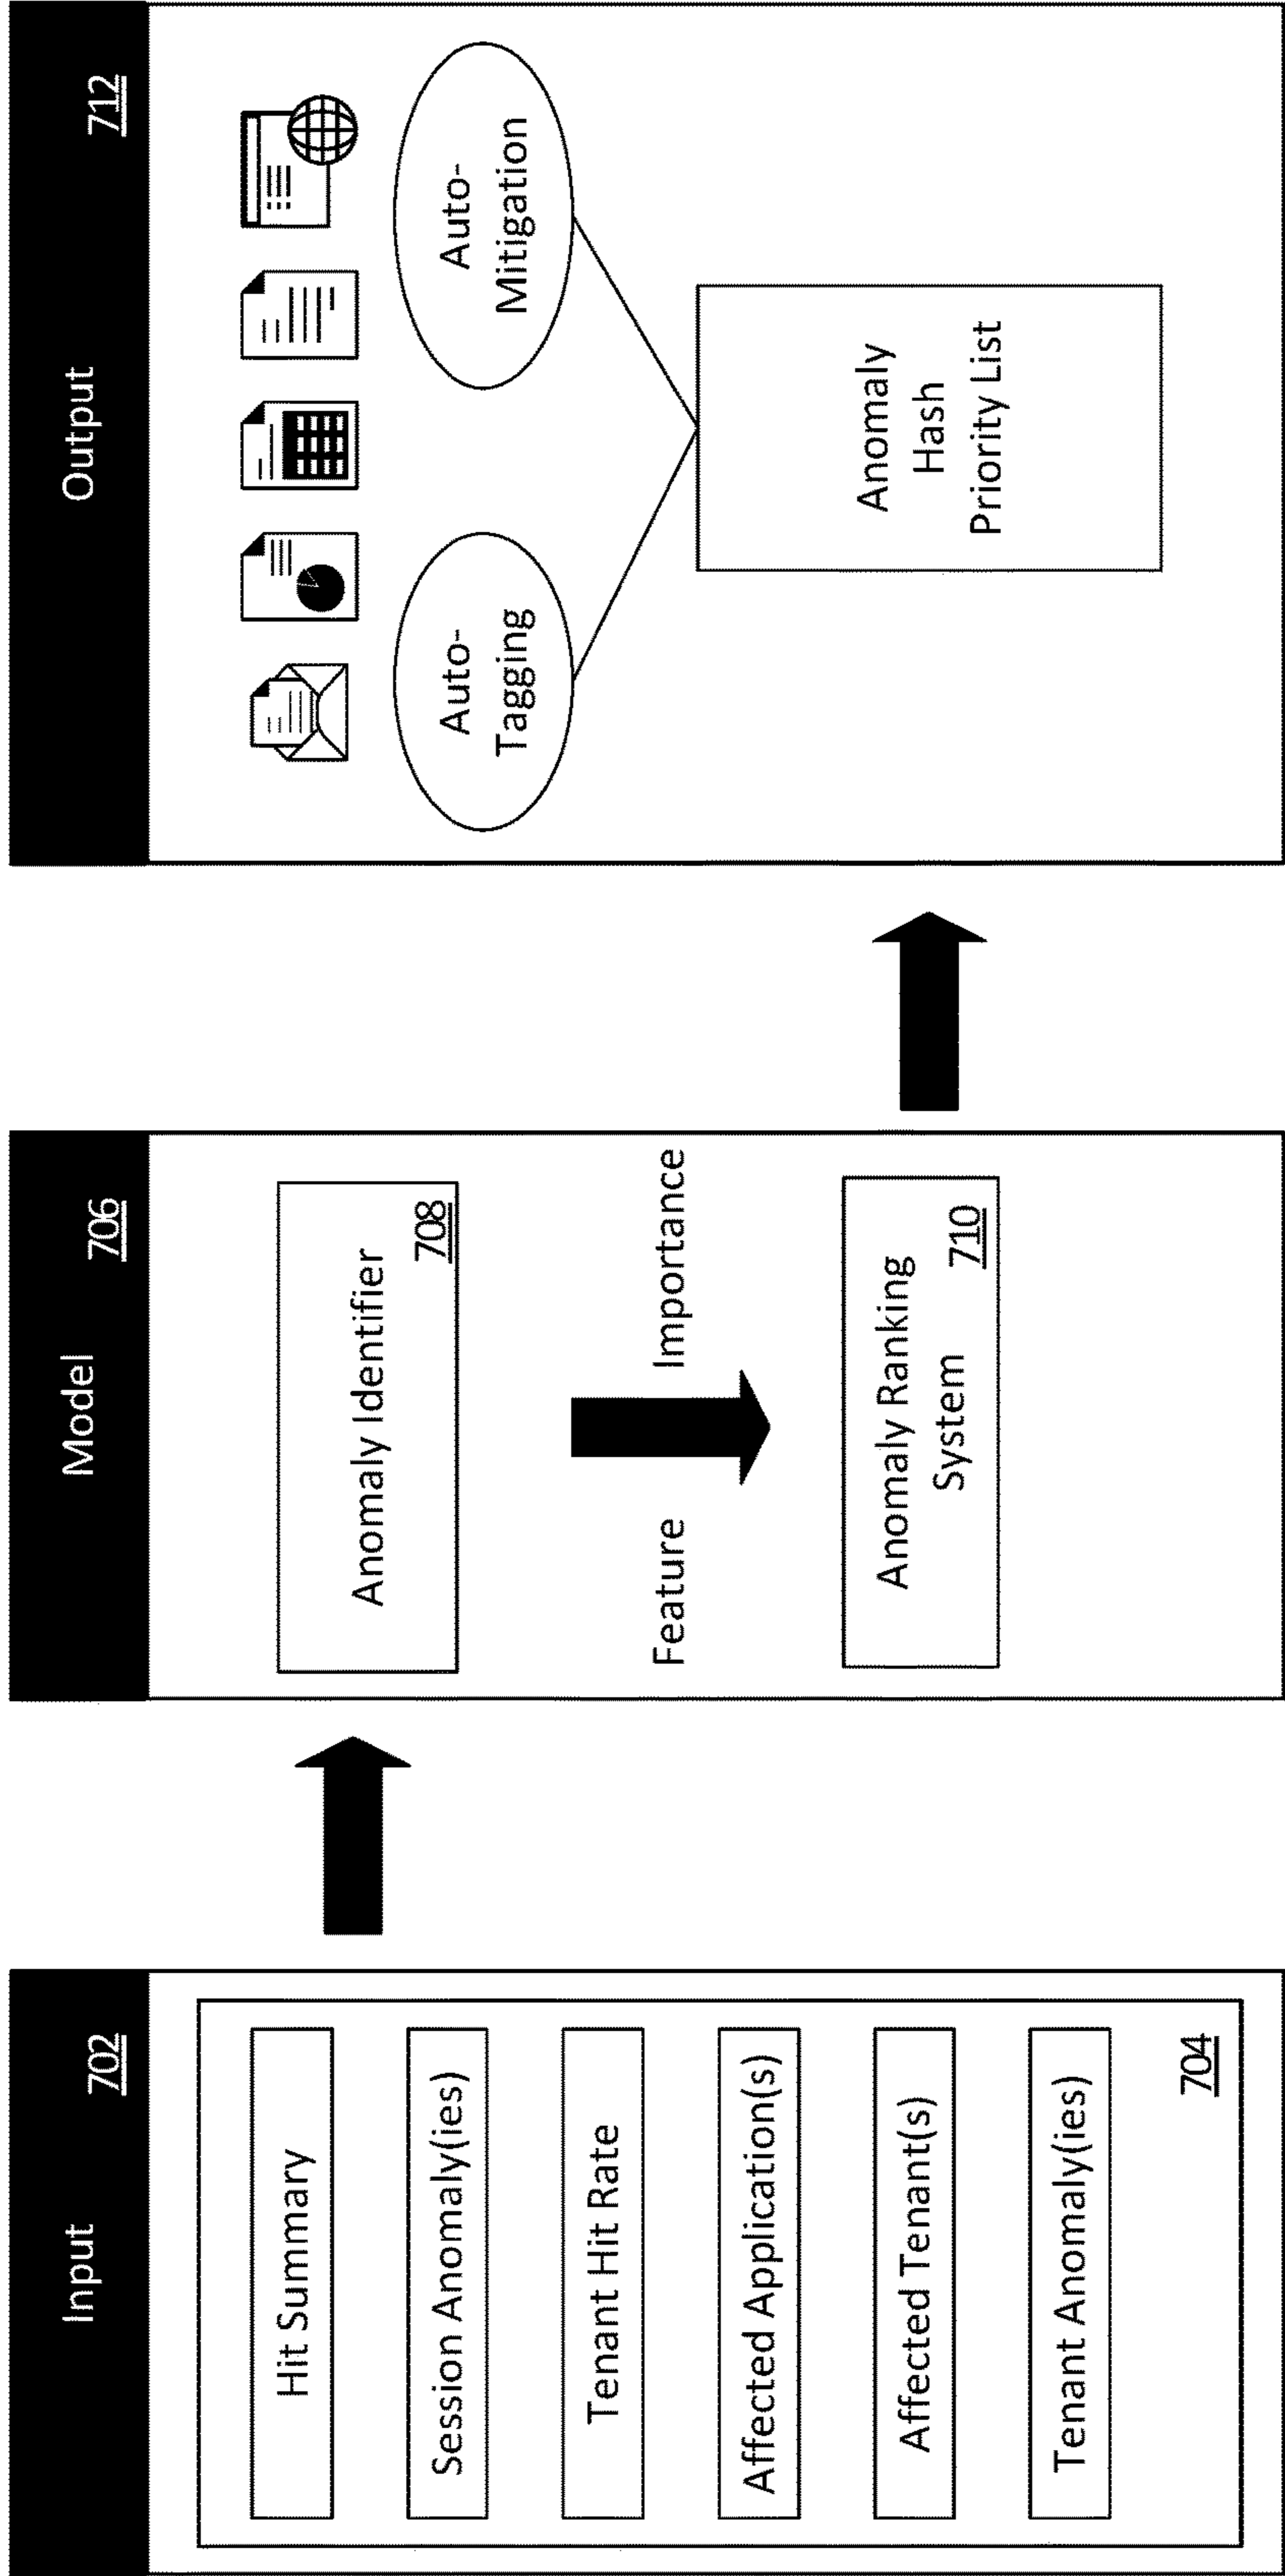 Input
702
Hit Summary
Session Anomaly(ies)
Tenant Hit Rate
Affected Application(s)
Affected Tenant(s)
Tenant Anomaly(ies)
704
Model
706
Anomaly Identifier
708
Feature
Importance
Anomaly Ranking
System
710
Output
712
Auto-
Tagging
Auto-
Mitigation
Anomaly
Hash
Priority List